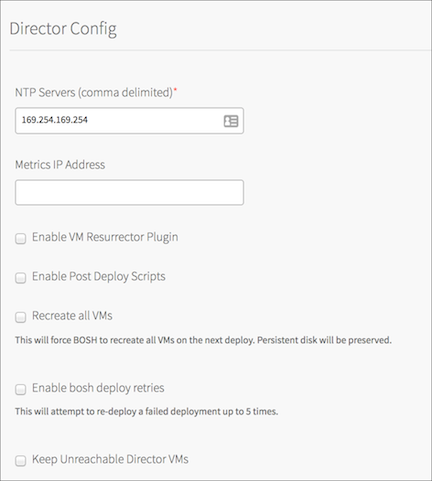 Director Config
NTP Servers (comma delimited)*
169.254.169.254
Metrics IP Address
Enable VM Resurrector Plugin
Enable Post Deploy Scripts
Recreate all VMs
This will force BOSH to recreate all VMs on the next deploy. Persistent disk will be preserved.
Enable bosh deploy retries
This will attempt to re-deploy a failed deployment up to 5 times.
Keep Unreachable Director VMs